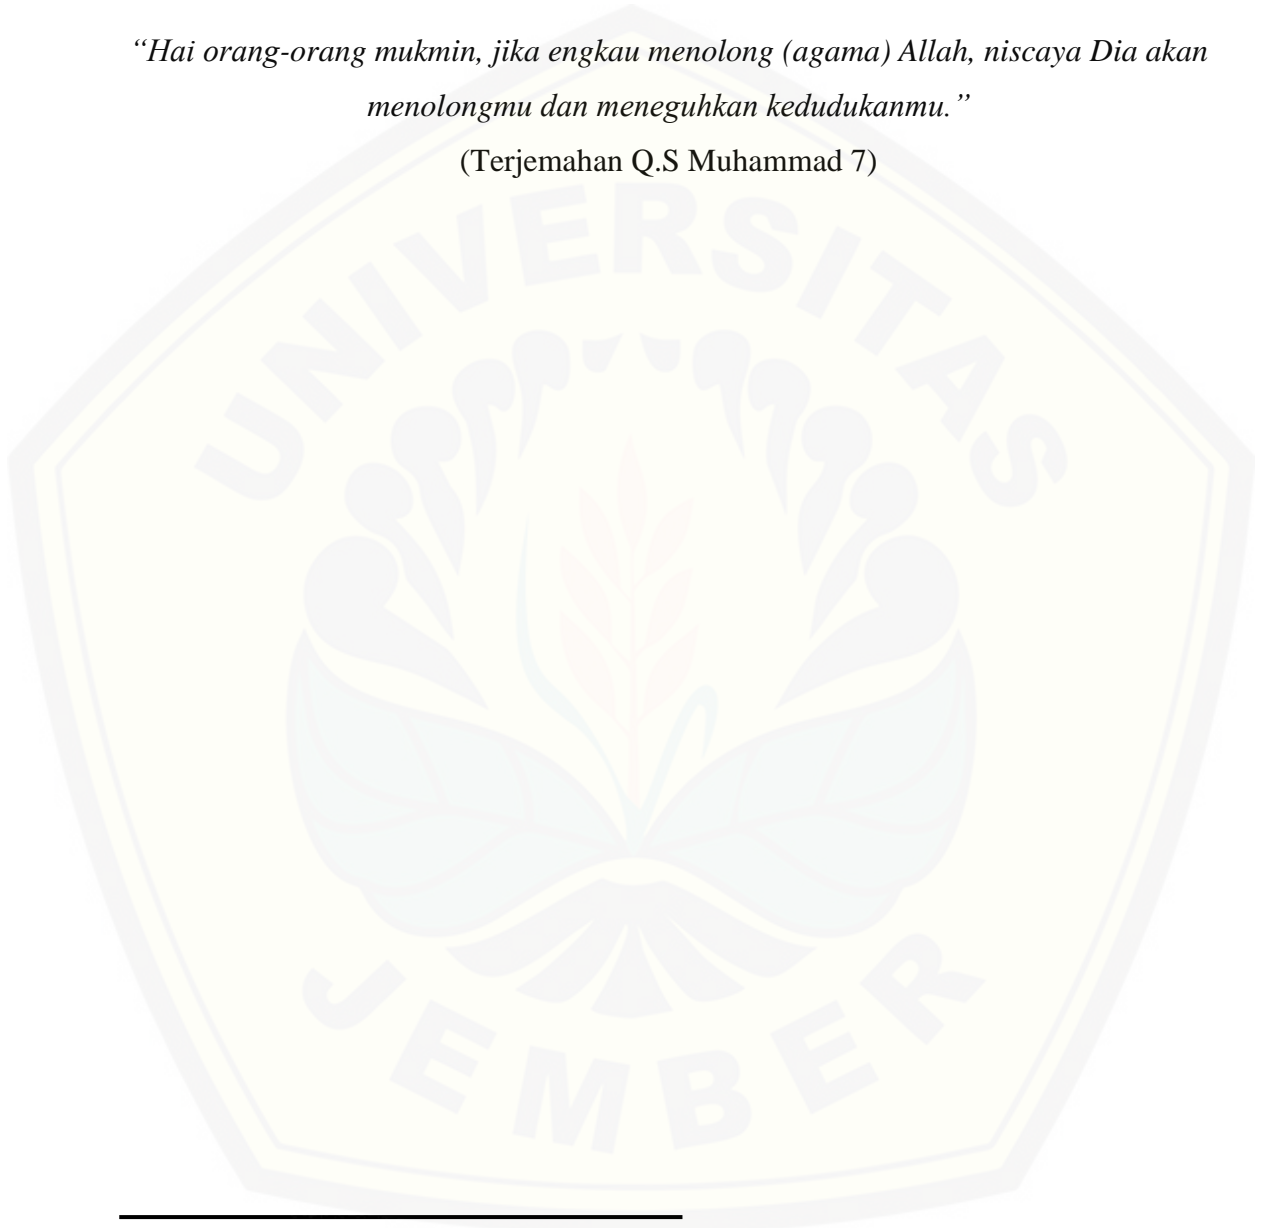 “Hai orang-orang mukmin, jika engkau menolong (agama) Allah, niscaya Dia akan
menolongmu dan meneguhkan kedudukanmu.”
(Terjemahan Q.S Muhammad 7)
UNIVERSITAS
JEMBER